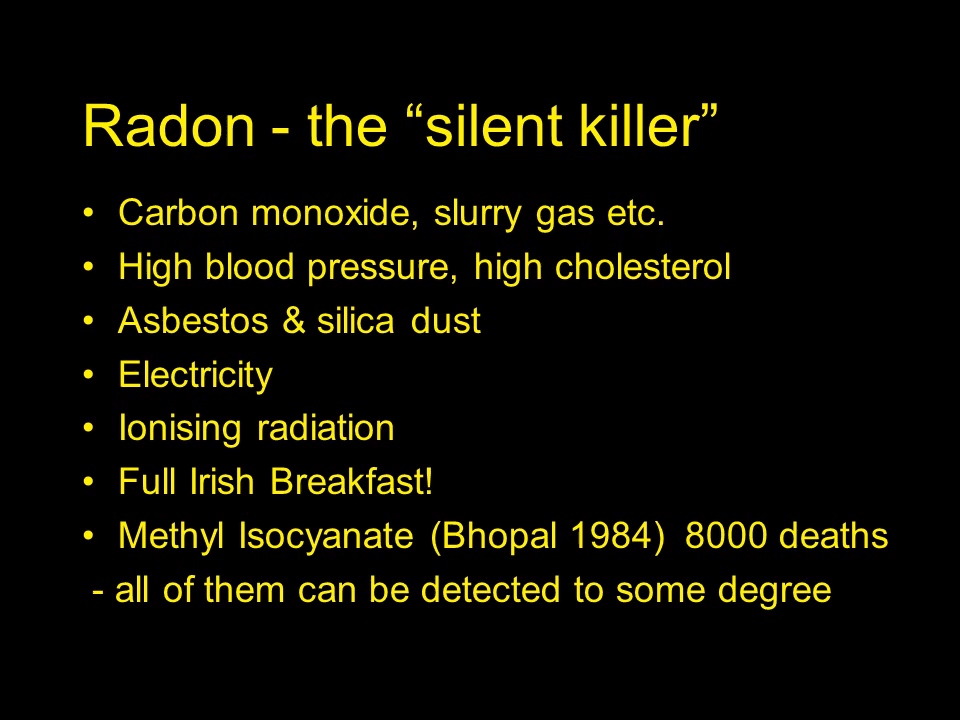 Radon - the “silent killer”
• Carbon monoxide, slurry gas etc.
• High blood pressure, high cholesterol
• Asbestos & silica dust
• Electricity
• Ionising radiation
• Full Irish Breakfast!
• Methyl Isocyanate (Bhopal 1984)  8000 deaths
- all of them can be detected to some degree